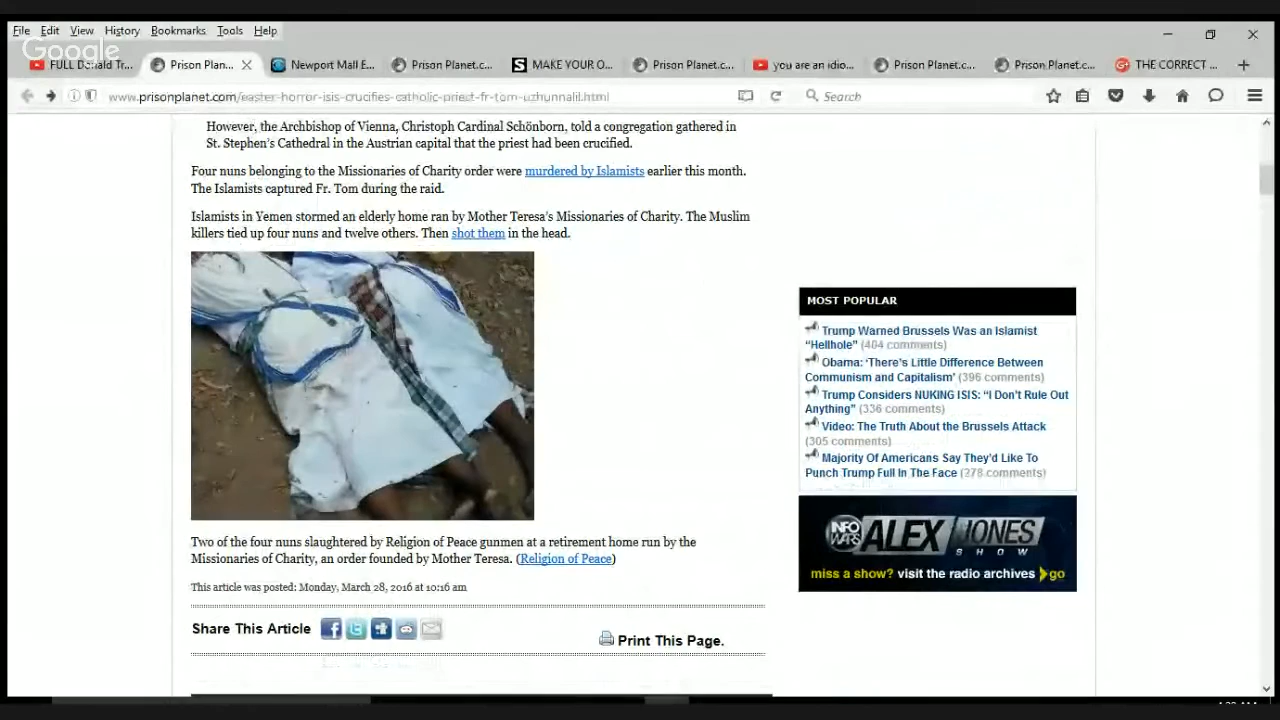 File Edit View History Bookmarks Tools Help
Google
FULL Donald Tr... Prison Plan... Newport Mall E... Prison Planet.c... MAKE YOUR O... Prison Planet.c... you are an idio... Prison Planet.c... Prison Planet.c... THE CORRECT ...
www.prisonplanet.com/easter-horror-isis-crucifies-catholic-priest-fr-tom-uzhunnalil.html Search
However, the Archbishop of Vienna, Christoph Cardinal Schönborn, told a congregation gathered in
St. Stephen's Cathedral in the Austrian capital that the priest had been crucified.
Four nuns belonging to the Missionaries of Charity order were murdered by Islamists earlier this month.
The Islamists captured Fr. Tom during the raid.
Islamists in Yemen stormed an elderly home ran by Mother Teresa's Missionaries of Charity. The Muslim
killers tied up four nuns and twelve others. Then shot them in the head.
Two of the four nuns slaughtered by Religion of Peace gunmen at a retirement home run by the
Missionaries of Charity, an order founded by Mother Teresa. (Religion of Peace)
This article was posted: Monday, March 28, 2016 at 10:16 am
Share This Article
Print This Page.
MOST POPULAR
Trump Warned Brussels Was an Islamist
“Hellhole” (404 comments)
Obama: ‘There's Little Difference Between
Communism and Capitalism’ (396 comments)
Trump Considers NUKING ISIS: “I Don't Rule Out
Anything” (336 comments)
Video: The Truth About the Brussels Attack
(305 comments)
Majority Of Americans Say They'd Like To
Punch Trump Full In The Face (278 comments)
INFO WARS ALEX JONES
SHOW
miss a show? visit the radio archives go